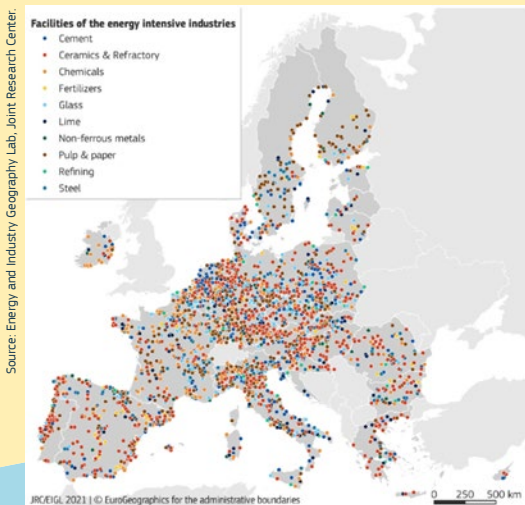 Source: Energy and Industry Geography Lab, Joint Research Center.
Facilities of the energy intensive industries
Cement
Ceramics & Refractory
Chemicals
Fertilizers
Glass
Lime
Non-ferrous metals
Pulp & paper
Refining
Steel
JRC/EIGL 2021 | © EuroGeographics for the administrative boundaries
0 250 500 km